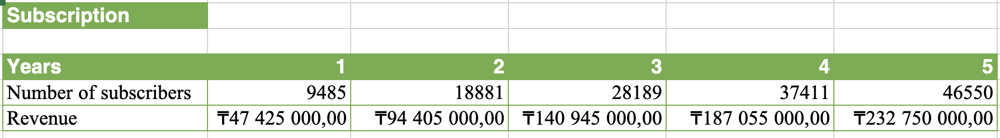 Subscription
Years 1 2 3 4 5
Number of subscribers 9485 18881 28189 37411 46550
Revenue ₸47 425 000,00 ₸94 405 000,00 ₸140 945 000,00 ₸187 055 000,00 ₸232 750 000,00